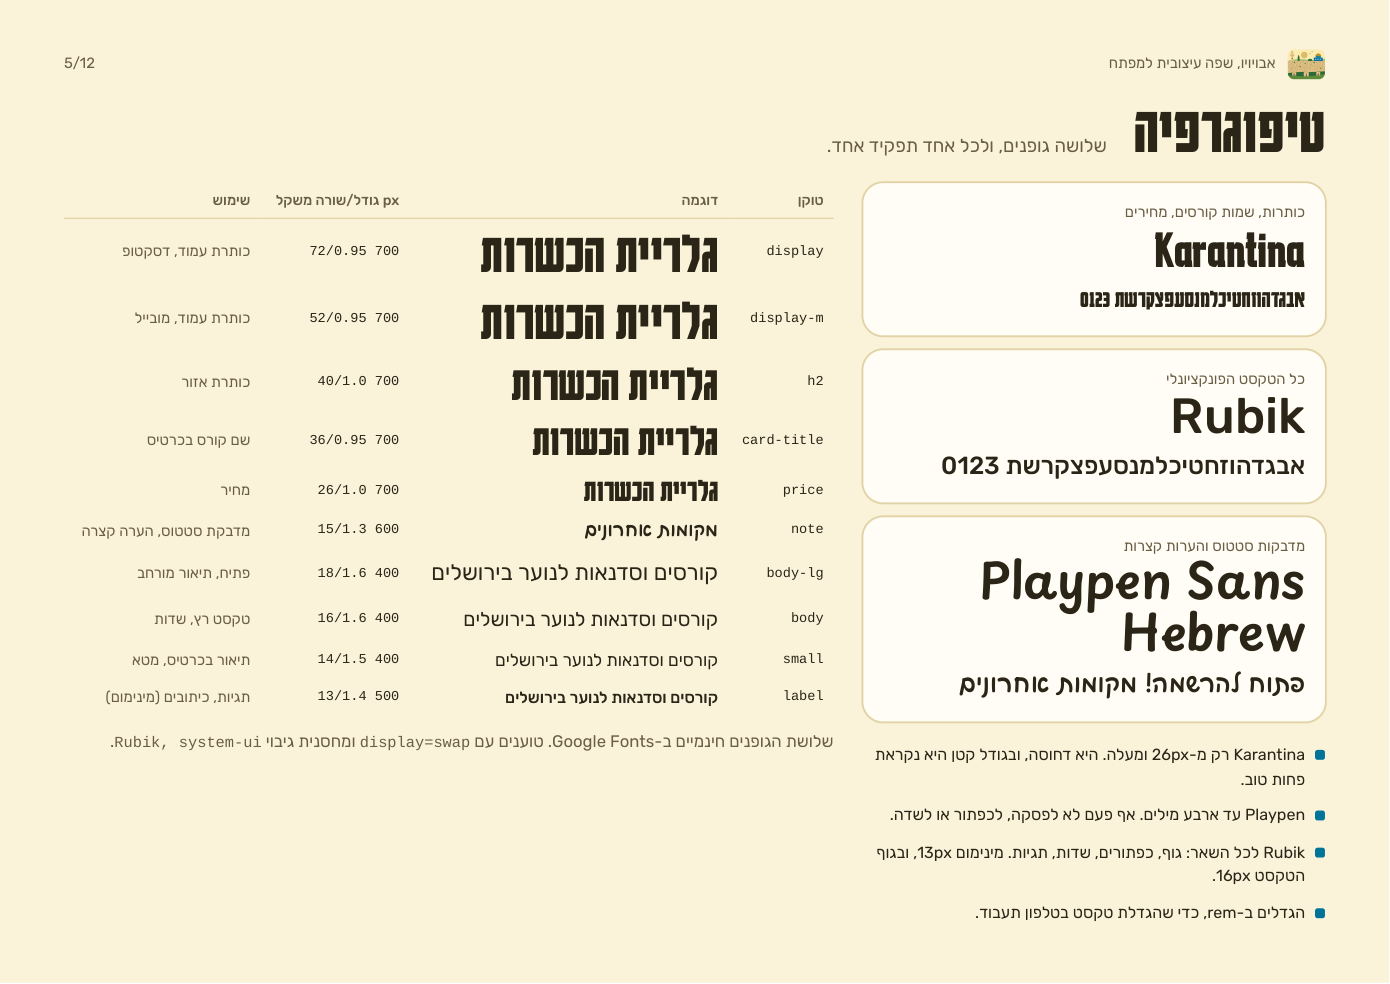 אבויויו, שפה עיצובית למפתח
5/12
טיפוגרפיה
שלושה גופנים, ולכל אחד תפקיד אחד.
כותרות, שמות קורסים, מחירים
Karantina
אבגדהוזחטיכלמנסעפצקרשת 0123
כל הטקסט הפונקציונלי
Rubik
אבגדהוזחטיכלמנסעפצקרשת 0123
מדבקות סטטוס והערות קצרות
Playpen Sans
Hebrew
פתוח להרשמה! מקומות אחרונים
Karantina רק מ-26px ומעלה. היא דחוסה, ובגודל קטן היא נקראת
פחות טוב.
Playpen עד ארבע מילים. אף פעם לא לפסקה, לכפתור או לשדה.
Rubik לכל השאר: גוף, כפתורים, שדות, תגיות. מינימום 13px, ובגוף
הטקסט 16px.
הגדלים ב-rem, כדי שהגדלת טקסט בטלפון תעבוד.
טוקן דוגמה px גודל/שורה משקל שימוש
display גלריית הכשרות 72/0.95 700 כותרת עמוד, דסקטופ
display-m גלריית הכשרות 52/0.95 700 כותרת עמוד, מובייל
h2 גלריית הכשרות 40/1.0 700 כותרת אזור
card-title גלריית הכשרות 36/0.95 700 שם קורס בכרטיס
price גלריית הכשרות 26/1.0 700 מחיר
note מקומות אחרונים 15/1.3 600 מדבקת סטטוס, הערה קצרה
body-lg קורסים וסדנאות לנוער בירושלים 18/1.6 400 פתיח, תיאור מורחב
body קורסים וסדנאות לנוער בירושלים 16/1.6 400 טקסט רץ, שדות
small קורסים וסדנאות לנוער בירושלים 14/1.5 400 תיאור בכרטיס, מטא
label קורסים וסדנאות לנוער בירושלים 13/1.4 500 תגיות, כיתובים (מינימום)
שלושת הגופנים חינמיים ב-Google Fonts. טוענים עם display=swap ומחסנית גיבוי Rubik, system-ui.